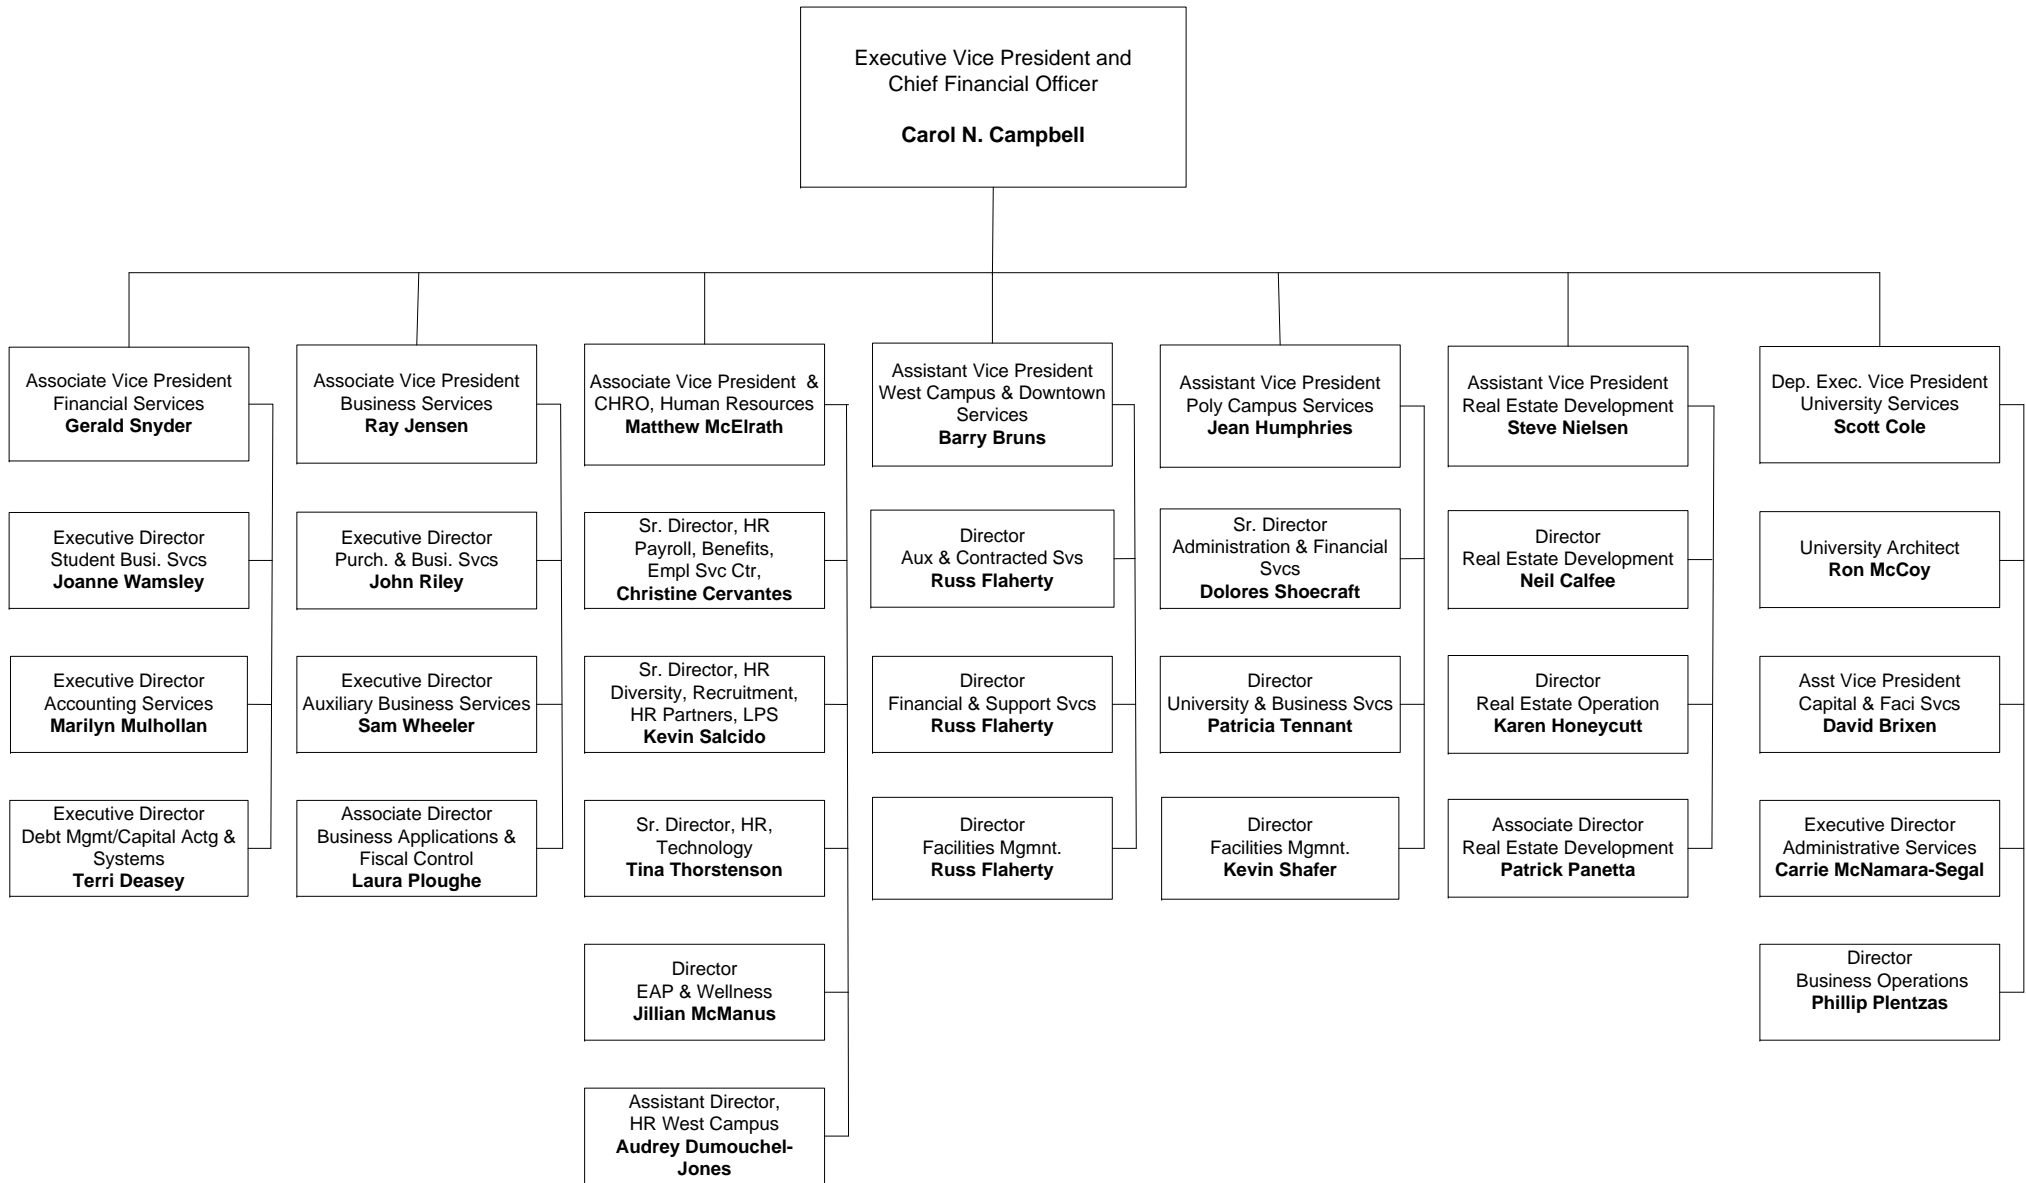 Executive Vice President and
Chief Financial Officer
Carol N. Campbell
Associate Vice President
Financial Services
Gerald Snyder
Associate Vice President
Business Services
Ray Jensen
Associate Vice President &
CHRO, Human Resources
Matthew McElrath
Assistant Vice President
West Campus & Downtown
Services
Barry Bruns
Assistant Vice President
Poly Campus Services
Jean Humphries
Assistant Vice President
Real Estate Development
Steve Nielsen
Dep. Exec. Vice President
University Services
Scott Cole
Executive Director
Student Busi. Svcs
Joanne Wamsley
Executive Director
Purch. & Busi. Svcs
John Riley
Sr. Director, HR
Payroll, Benefits,
Empl Svc Ctr,
Christine Cervantes
Director
Aux & Contracted Svs
Russ Flaherty
Sr. Director
Administration & Financial
Svcs
Dolores Shoecraft
Director
Real Estate Development
Neil Calfee
University Architect
Ron McCoy
Executive Director
Accounting Services
Marilyn Mulhollan
Executive Director
Auxiliary Business Services
Sam Wheeler
Sr. Director, HR
Diversity, Recruitment,
HR Partners, LPS
Kevin Salcido
Director
Financial & Support Svcs
Russ Flaherty
Director
University & Business Svcs
Patricia Tennant
Director
Real Estate Operation
Karen Honeycutt
Asst Vice President
Capital & Faci Svcs
David Brixen
Executive Director
Debt Mgmt/Capital Actg &
Systems
Terri Deasey
Associate Director
Business Applications &
Fiscal Control
Laura Ploughe
Sr. Director, HR,
Technology
Tina Thorstenson
Director
Facilities Mgmnt.
Russ Flaherty
Director
Facilities Mgmnt.
Kevin Shafer
Associate Director
Real Estate Development
Patrick Panetta
Executive Director
Administrative Services
Carrie McNamara-Segal
Director
EAP & Wellness
Jillian McManus
Director
Business Operations
Phillip Plentzas
Assistant Director,
HR West Campus
Audrey Dumouchel-
Jones